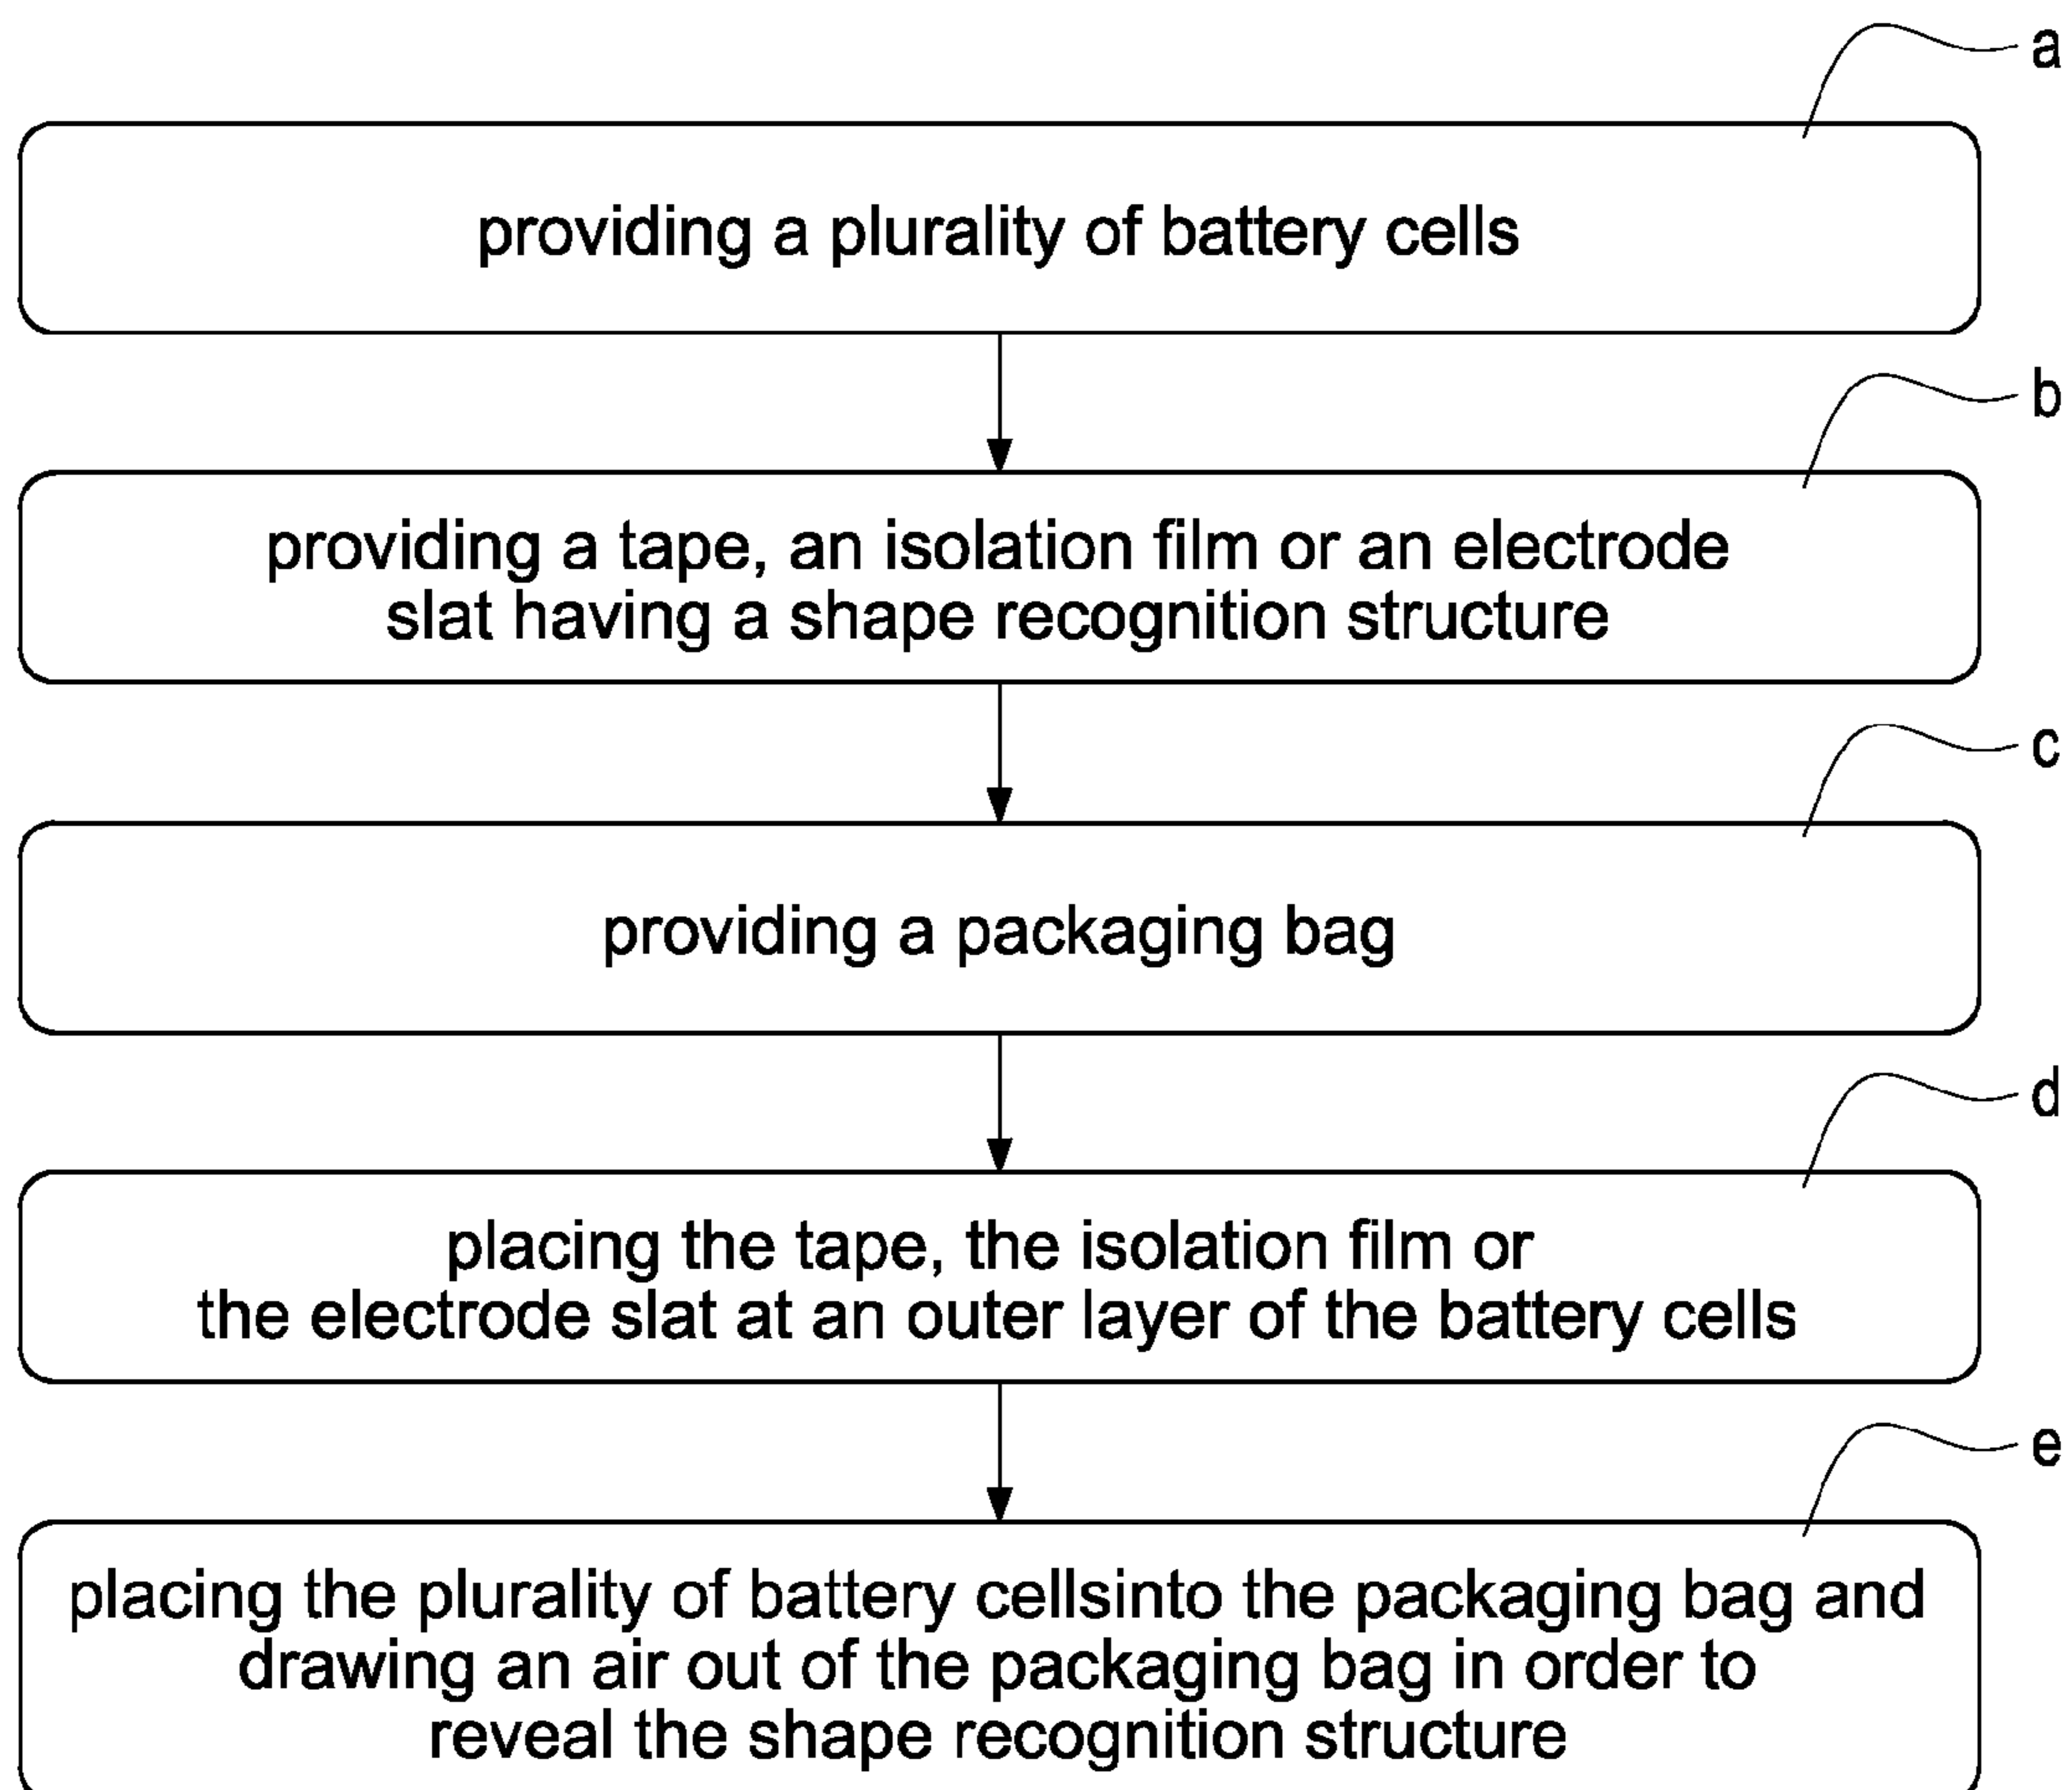 a
providing a plurality of battery cells
b
providing a tape, an isolation film or an electrode
slat having a shape recognition structure
c
providing a packaging bag
d
placing the tape, the isolation film or
the electrode slat at an outer layer of the battery cells
e
placing the plurality of battery cellsinto the packaging bag and
drawing an air out of the packaging bag in order to
reveal the shape recognition structure